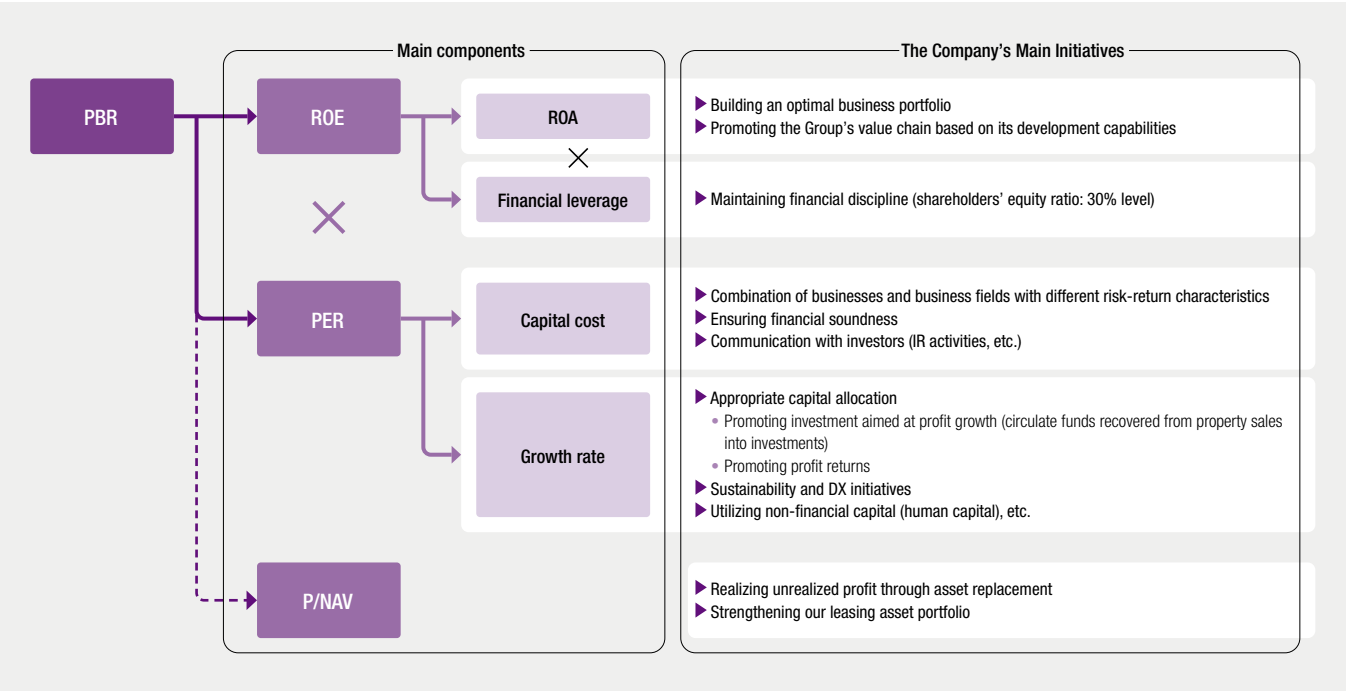 Main components
The Company's Main Initiatives
PBR
ROE
ROA
Financial leverage
Building an optimal business portfolio
Promoting the Group's value chain based on its development capabilities
Maintaining financial discipline (shareholders' equity ratio: 30% level)
PER
Capital cost
Combination of businesses and business fields with different risk-return characteristics
Ensuring financial soundness
Communication with investors (IR activities, etc.)
Growth rate
Appropriate capital allocation
• Promoting investment aimed at profit growth (circulate funds recovered from property sales
into investments)
• Promoting profit returns
Sustainability and DX initiatives
Utilizing non-financial capital (human capital), etc.
P/NAV
Realizing unrealized profit through asset replacement
Strengthening our leasing asset portfolio